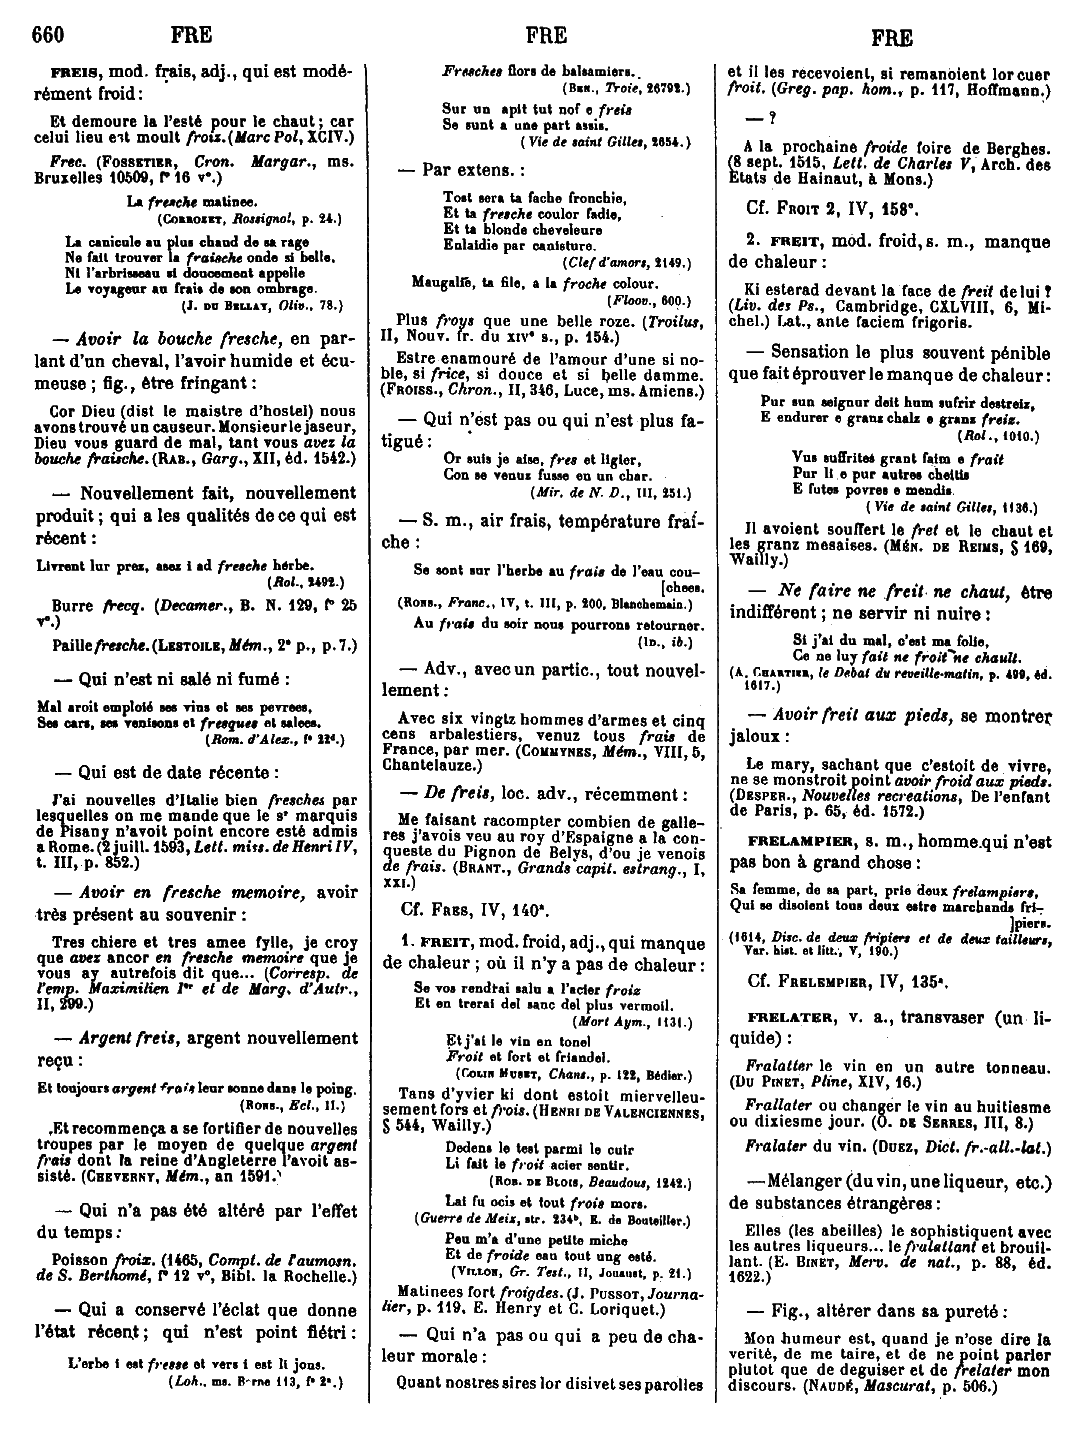 660 FRE FRE FRE
FREIS, mod. frais, adj., qui est modé-
rément froid :
Et demoure la l'esté pour le chaut ; car
celui lieu est moult froix. (Marc Pol, XCIV.)
Frec. (FOSSETIER, Cron. Margar., ms.
Bruxelles 10509, f° 16 v°.)
La fresche matinee.
(CORROZET, Rossignol, p. 24.)
La canicule au plus chaud de sa rage
Ne fait trouver la fraische onde si belle.
Ni l'arbrisseau si doucement appelle
Le voyageur au frais de son ombrage.
(J. DU BELLAY, Oliv., 78.)
— Avoir la bouche fresche, en par-
lant d'un cheval, l'avoir humide et écu-
meuse ; fig., être fringant :
Cor Dieu (dist le maistre d'hostel) nous
avons trouvé un causeur. Monsieur le jaseur,
Dieu vous guard de mal, tant vous avez la
bouche fraische. (RAB., Garg., XII, éd. 1542.)
— Nouvellement fait, nouvellement
produit ; qui a les qualités de ce qui est
récent :
Livrent lur prez, asez i ad fresche herbe.
(Rol., 2492.)
Burre frecq. (Decamer., B. N. 129, f° 25
v°.)
Paille fresche. (LESTOILE, Mém., 2e p., p. 7.)
— Qui n'est ni salé ni fumé :
Mal aroit emploié ses vins et ses pevrees,
Ses cars, ses venisons et fresques et salees.
(Rom. d'Alex., f° 22d.)
— Qui est de date récente :
J'ai nouvelles d'Italie bien fresches par
lesquelles on me mande que le sr marquis
de Pisany n'avoit point encore esté admis
a Rome. (2 juill. 1593, Lett. miss. de Henri IV,
t. III, p. 852.)
— Avoir en fresche memoire, avoir
très présent au souvenir :
Tres chiere et tres amee fylle, je croy
que avez ancor en fresche memoire que je
vous ay autrefois dit que... (Corresp. de
l'emp. Maximilien Ier et de Marg. d'Autr.,
II, 299.)
— Argent freis, argent nouvellement
reçu :
Et toujours argent frais leur sonne dans le poing.
(RONS., Ecl., II.)
Et recommença a se fortifier de nouvelles
troupes par le moyen de quelque argent
frais dont la reine d'Angleterre l'avoit as-
sisté. (CHEVERNY, Mém., an 1591.)
— Qui n'a pas été altéré par l'effet
du temps :
Poisson froix. (1465, Compt. de l'aumosn.
de S. Berthomé, f° 12 v°, Bibl. la Rochelle.)
— Qui a conservé l'éclat que donne
l'état récent ; qui n'est point flétri :
L'erbe i est fresse et vers i est li jons.
(Loh., ms. Berne 113, f° 2e.)
Fresches flors de balsamiers.
(BEN., Troie, 26792.)
Sur un apit tut nof e freis
Se sunt a une part assis.
(Vie de saint Gilles, 2654.)
— Par extens. :
Tost sera ta fache fronchie,
Et ta fresche coulor fadie,
Et ta blonde cheveleure
Enlaidie par canisture.
(Clef d'amors, 2149.)
Maugalie, ta file, a la froche colour.
(Floov., 600.)
Plus froys que une belle roze. (Troilus,
II, Nouv. fr. du XIVe s., p. 154.)
Estre enamouré de l'amour d'une si no-
ble, si frice, si douce et si belle damme.
(FROISS., Chron., II, 346, Luce, ms. Amiens.)
— Qui n'est pas ou qui n'est plus fa-
tigué :
Or suis je aise, fres et ligier,
Con se venuz fusse en un char.
(Mir. de N. D., III, 251.)
— S. m., air frais, température fraî-
che :
Se sont sur l'herbe au frais de l'eau cou-
[chees.
(RONS., Franc., IV, t. III, p. 200, Blanchemain.)
Au frais du soir nous pourrons retourner.
(ID., ib.)
— Adv., avec un partic., tout nouvel-
lement :
Avec six vingtz hommes d'armes et cinq
cens arbalestiers, venuz tous frais de
France, par mer. (COMMYNES, Mém., VIII, 5,
Chantelauze.)
— De freis, loc. adv., récemment :
Me faisant racompter combien de galle-
res j'avois veu au roy d'Espaigne a la con-
queste du Pignon de Belys, d'ou je venois
de frais. (BRANT., Grands capit. estrang., I,
XXI.)
Cf. FRES, IV, 140a.
1. FREIT, mod. froid, adj., qui manque
de chaleur ; où il n'y a pas de chaleur :
Se vos rendrai salu a l'acier froiz
Et en trerai del sanc del plus vermoil.
(Mort Aym., 1131.)
Et j'ai le vin en tonel
Froit et fort et friandel.
(COLIN MUSET, Chans., p. 122, Bédier.)
Tans d'yvier ki dont estoit miervelleu-
sement fors et frois. (HENRI DE VALENCIENNES,
§ 544, Wailly.)
Dedens le test parmi le cuir
Li fait le froit acier sentir.
(ROB. DE BLOIS, Beaudous, 1242.)
Lai fu ocis et tout frois mors.
(Guerre de Metz, str. 234b, E. de Bouteiller.)
Peu m'a d'une petite miche
Et de froide eau tout ung esté.
(VILLON, Gr. Test., II, Jouaust, p. 21.)
Matinees fort froigdes. (J. PUSSOT, Journa-
lier, p. 119, E. Henry et C. Loriquet.)
— Qui n'a pas ou qui a peu de cha-
leur morale :
Quant nostres sires lor disivet ses parolles
et il les recevoient, si remanoient lor cuer
froit. (Greg. pap. hom., p. 117, Hoffmann.)
— ?
A la prochaine froide foire de Berghes.
(8 sept. 1515, Lett. de Charles V, Arch. des
Etats de Hainaut, à Mons.)
Cf. FROIT 2, IV, 158c.
2. FREIT, mod. froid, s. m., manque
de chaleur :
Ki esterad devant la face de freit de lui ?
(Liv. des Ps., Cambridge, CXLVIII, 6, Mi-
chel.) Lat., ante faciem frigoris.
— Sensation le plus souvent pénible
que fait éprouver le manque de chaleur :
Pur sun seignur deit hum sufrir destreiz,
E endurer e granz chalz e granz freiz.
(Rol., 1010.)
Vus suffrites grant faim e frait
Pur li e pur autres cheitis
E futes povres e mendis.
(Vie de saint Gilles, 1136.)
Il avoient souffert le fret et le chaut et
les granz mesaises. (MÉN. DE REIMS, § 169,
Wailly.)
— Ne faire ne freit ne chaut, être
indifférent ; ne servir ni nuire :
Si j'ai du mal, c'est ma folie,
Ce ne luy fait ne froit ne chault.
(A. CHARTIER, le Debat du reveille-matin, p. 499, éd.
1617.)
— Avoir freit aux pieds, se montrer
jaloux :
Le mary, sachant que c'estoit de vivre,
ne se monstroit point avoir froid aux pieds.
(DESPER., Nouvelles recreations, De l'enfant
de Paris, p. 65, éd. 1572.)
FRELAMPIER, s. m., homme qui n'est
pas bon à grand chose :
Sa femme, de sa part, prie deux frelampiers,
Qui se disoient tous deux estre marchands fri-
]piers.
(1614, Disc. de deux fripiers et de deux tailleurs,
Var. hist. et litt., V, 190.)
Cf. FRELEMPIER, IV, 135a.
FRELATER, v. a., transvaser (un li-
quide) :
Fralatter le vin en un autre tonneau.
(DU PINET, Pline, XIV, 16.)
Frallater ou changer le vin au huitiesme
ou dixiesme jour. (O. DE SERRES, III, 8.)
Fralater du vin. (DUEZ, Dict. fr.-all.-lat.)
— Mélanger (du vin, une liqueur, etc.)
de substances étrangères :
Elles (les abeilles) le sophistiquent avec
les autres liqueurs... le fralattant et brouil-
lant. (E. BINET, Merv. de nat., p. 88, éd.
1622.)
— Fig., altérer dans sa pureté :
Mon humeur est, quand je n'ose dire la
verité, de me taire, et de ne point parler
plutot que de deguiser et de frelater mon
discours. (NAUDÉ, Mascurat, p. 506.)